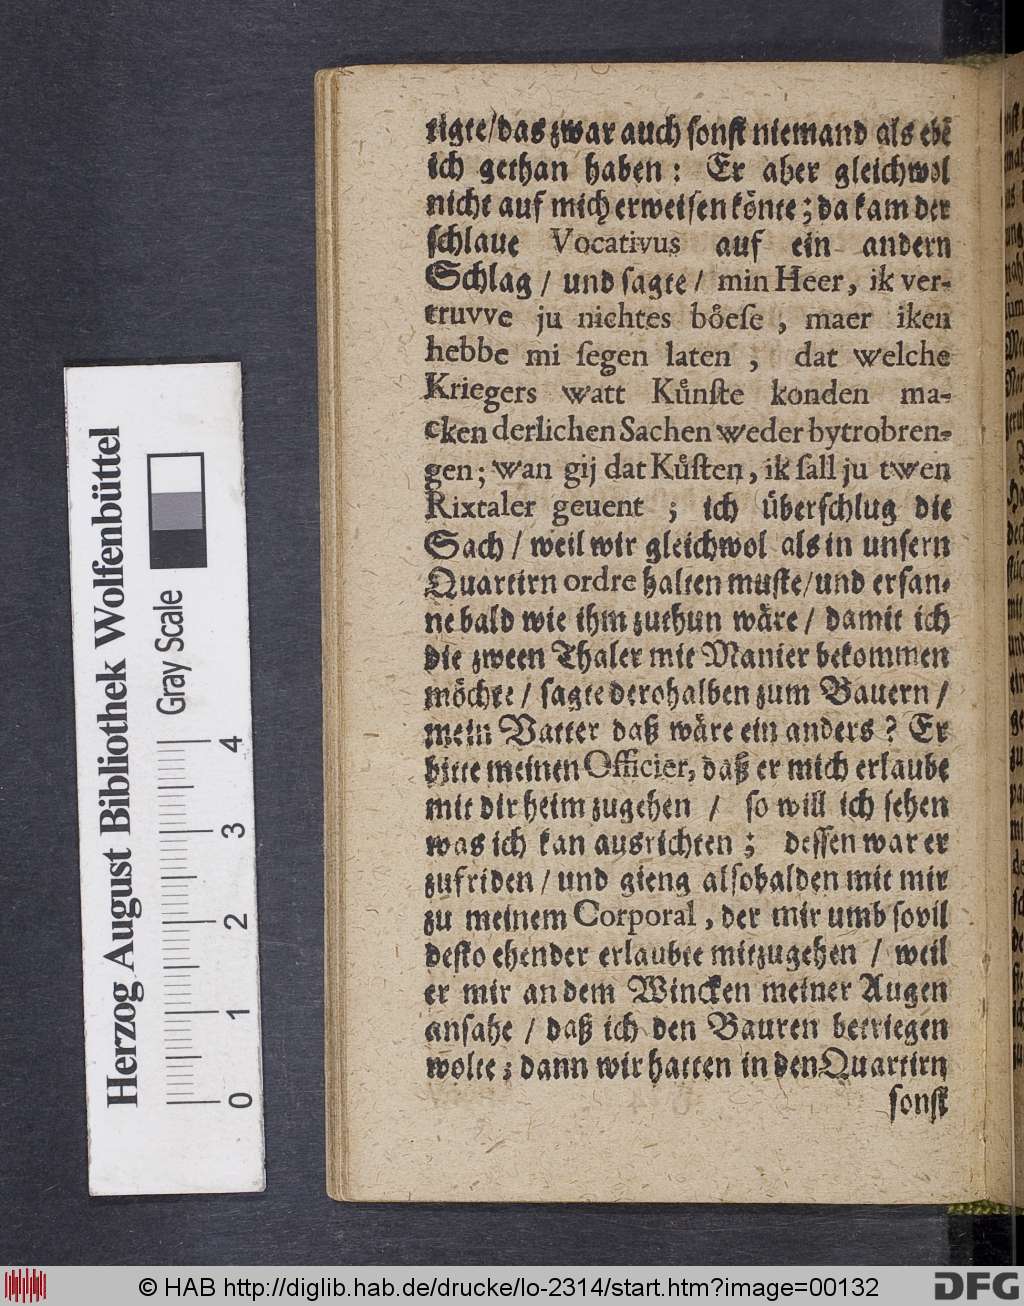 tigte/das zwar auch sonst niemand als ebẽ
ich gethan haben: Er aber gleichwol
nicht auf mich erweisen könte; da kam der
schlaue Vocativus auf ein andern
Schlag / und sagte / min Heer, ik ver-
truvve ju nichtes bôese, maer iken
hebbe mi segen laten, dat welche
Kriegers watt Kůnste konden ma-
cken derlichen Sachen weder bytrobren-
gen; wan gij dat Kůsten, ik sall ju twen
Rixtaler geuent; ich überschlug die
Sach / weil wir gleichwol als in unsern
Quartirn ordre halten muste/und ersan-
ne bald wie ihm zuthun wäre / damit ich
die zween Thaler mit Manier bekommen
möchte / sagte derohalben zum Bauern /
mein Vatter daß wäre ein anders? Er
bitte meinen Officier, daß er mich erlaube
mit dir heim zugehen / so will ich sehen
was ich kan ausrichten; dessen war er
zufriden / und gieng alsobalden mit mir
zu meinem Corporal, der mir umb sovil
desto ehender erlaubte mitzugehen / weil
er mir an dem Wincken meiner Augen
ansahe / daß ich den Bauren betriegen
wolte; dann wir hatten in den Quartirn
sonst
Herzog August Bibliothek Wolfenbüttel
Gray Scale
0 1 2 3 4
© HAB http://diglib.hab.de/drucke/lo-2314/start.htm?image=00132
DFG